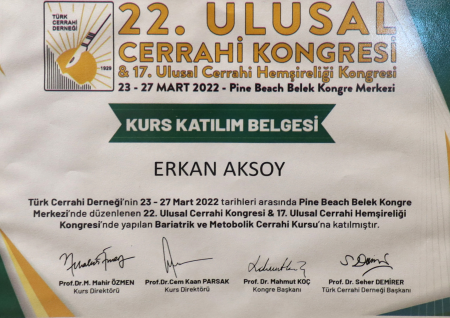 TÜRK CERRAHİ DERNEĞİ
1929
22. ULUSAL
CERRAHİ KONGRESİ
& 17. Ulusal Cerrahi Hemşireliği Kongresi
23 - 27 MART 2022 - Pine Beach Belek Kongre Merkezi
KURS KATILIM BELGESİ
ERKAN AKSOY
Türk Cerrahi Derneği'nin 23 - 27 Mart 2022 tarihleri arasında Pine Beach Belek Kongre
Merkezi'nde düzenlenen 22. Ulusal Cerrahi Kongresi & 17. Ulusal Cerrahi Hemşireliği
Kongresi'nde yapılan Bariatrik ve Metobolik Cerrahi Kursu'na katılmıştır.
Prof.Dr.M. Mahir ÖZMEN Prof.Dr.Cem Kaan PARSAK Prof. Dr. Mahmut KOÇ Prof. Dr. Seher DEMİRER
Kurs Direktörü Kurs Direktörü Kongre Başkanı Türk Cerrahi Derneği Başkanı